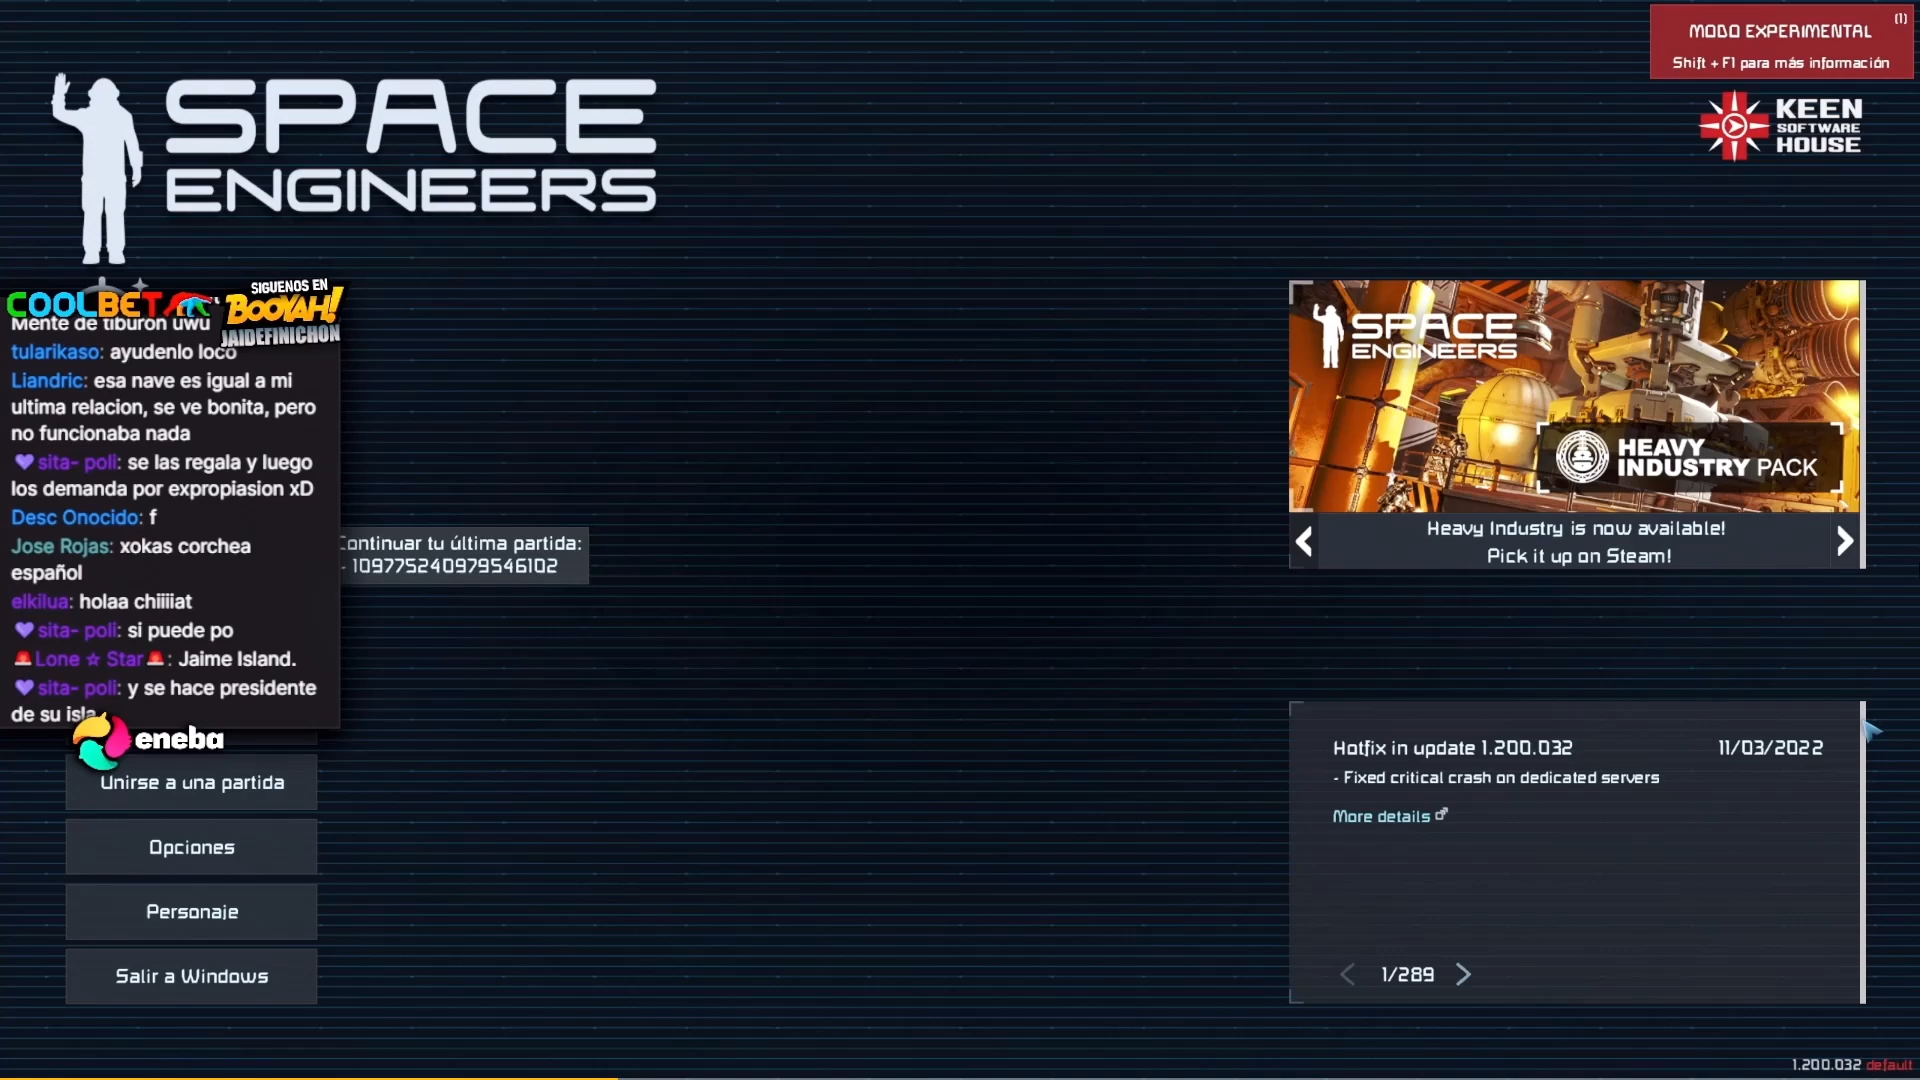 (1)
MODO EXPERIMENTAL
Shift + F1 para más información
SPACE
ENGINEERS
KEEN
SOFTWARE
HOUSE
COOLBET
SIGUENOS EN
BOOYAH!
JAIDEFINICHON
Mente de tiburon uwu
tularikaso: ayudenlo loco
Liandric: esa nave es igual a mi
ultima relacion, se ve bonita, pero
no funcionaba nada
💜sita- poli: se las regala y luego
los demanda por expropiasion xD
Desc Onocido: f
Jose Rojas: xokas corchea
español
elkilua: holaa chiiiiat
💜sita- poli: si puede po
🚨Lone ☆ Star🚨: Jaime Island.
💜sita- poli: y se hace presidente
de su isla
eneba
Continuar tu última partida:
- 109775240979546102
Unirse a una partida
Opciones
Personaje
Salir a Windows
SPACE
ENGINEERS
HEAVY
INDUSTRY PACK
Heavy Industry is now available!
Pick it up on Steam!
Hotfix in update 1.200.032 11/03/2022
- Fixed critical crash on dedicated servers
More details
1/289
1.200.032 default